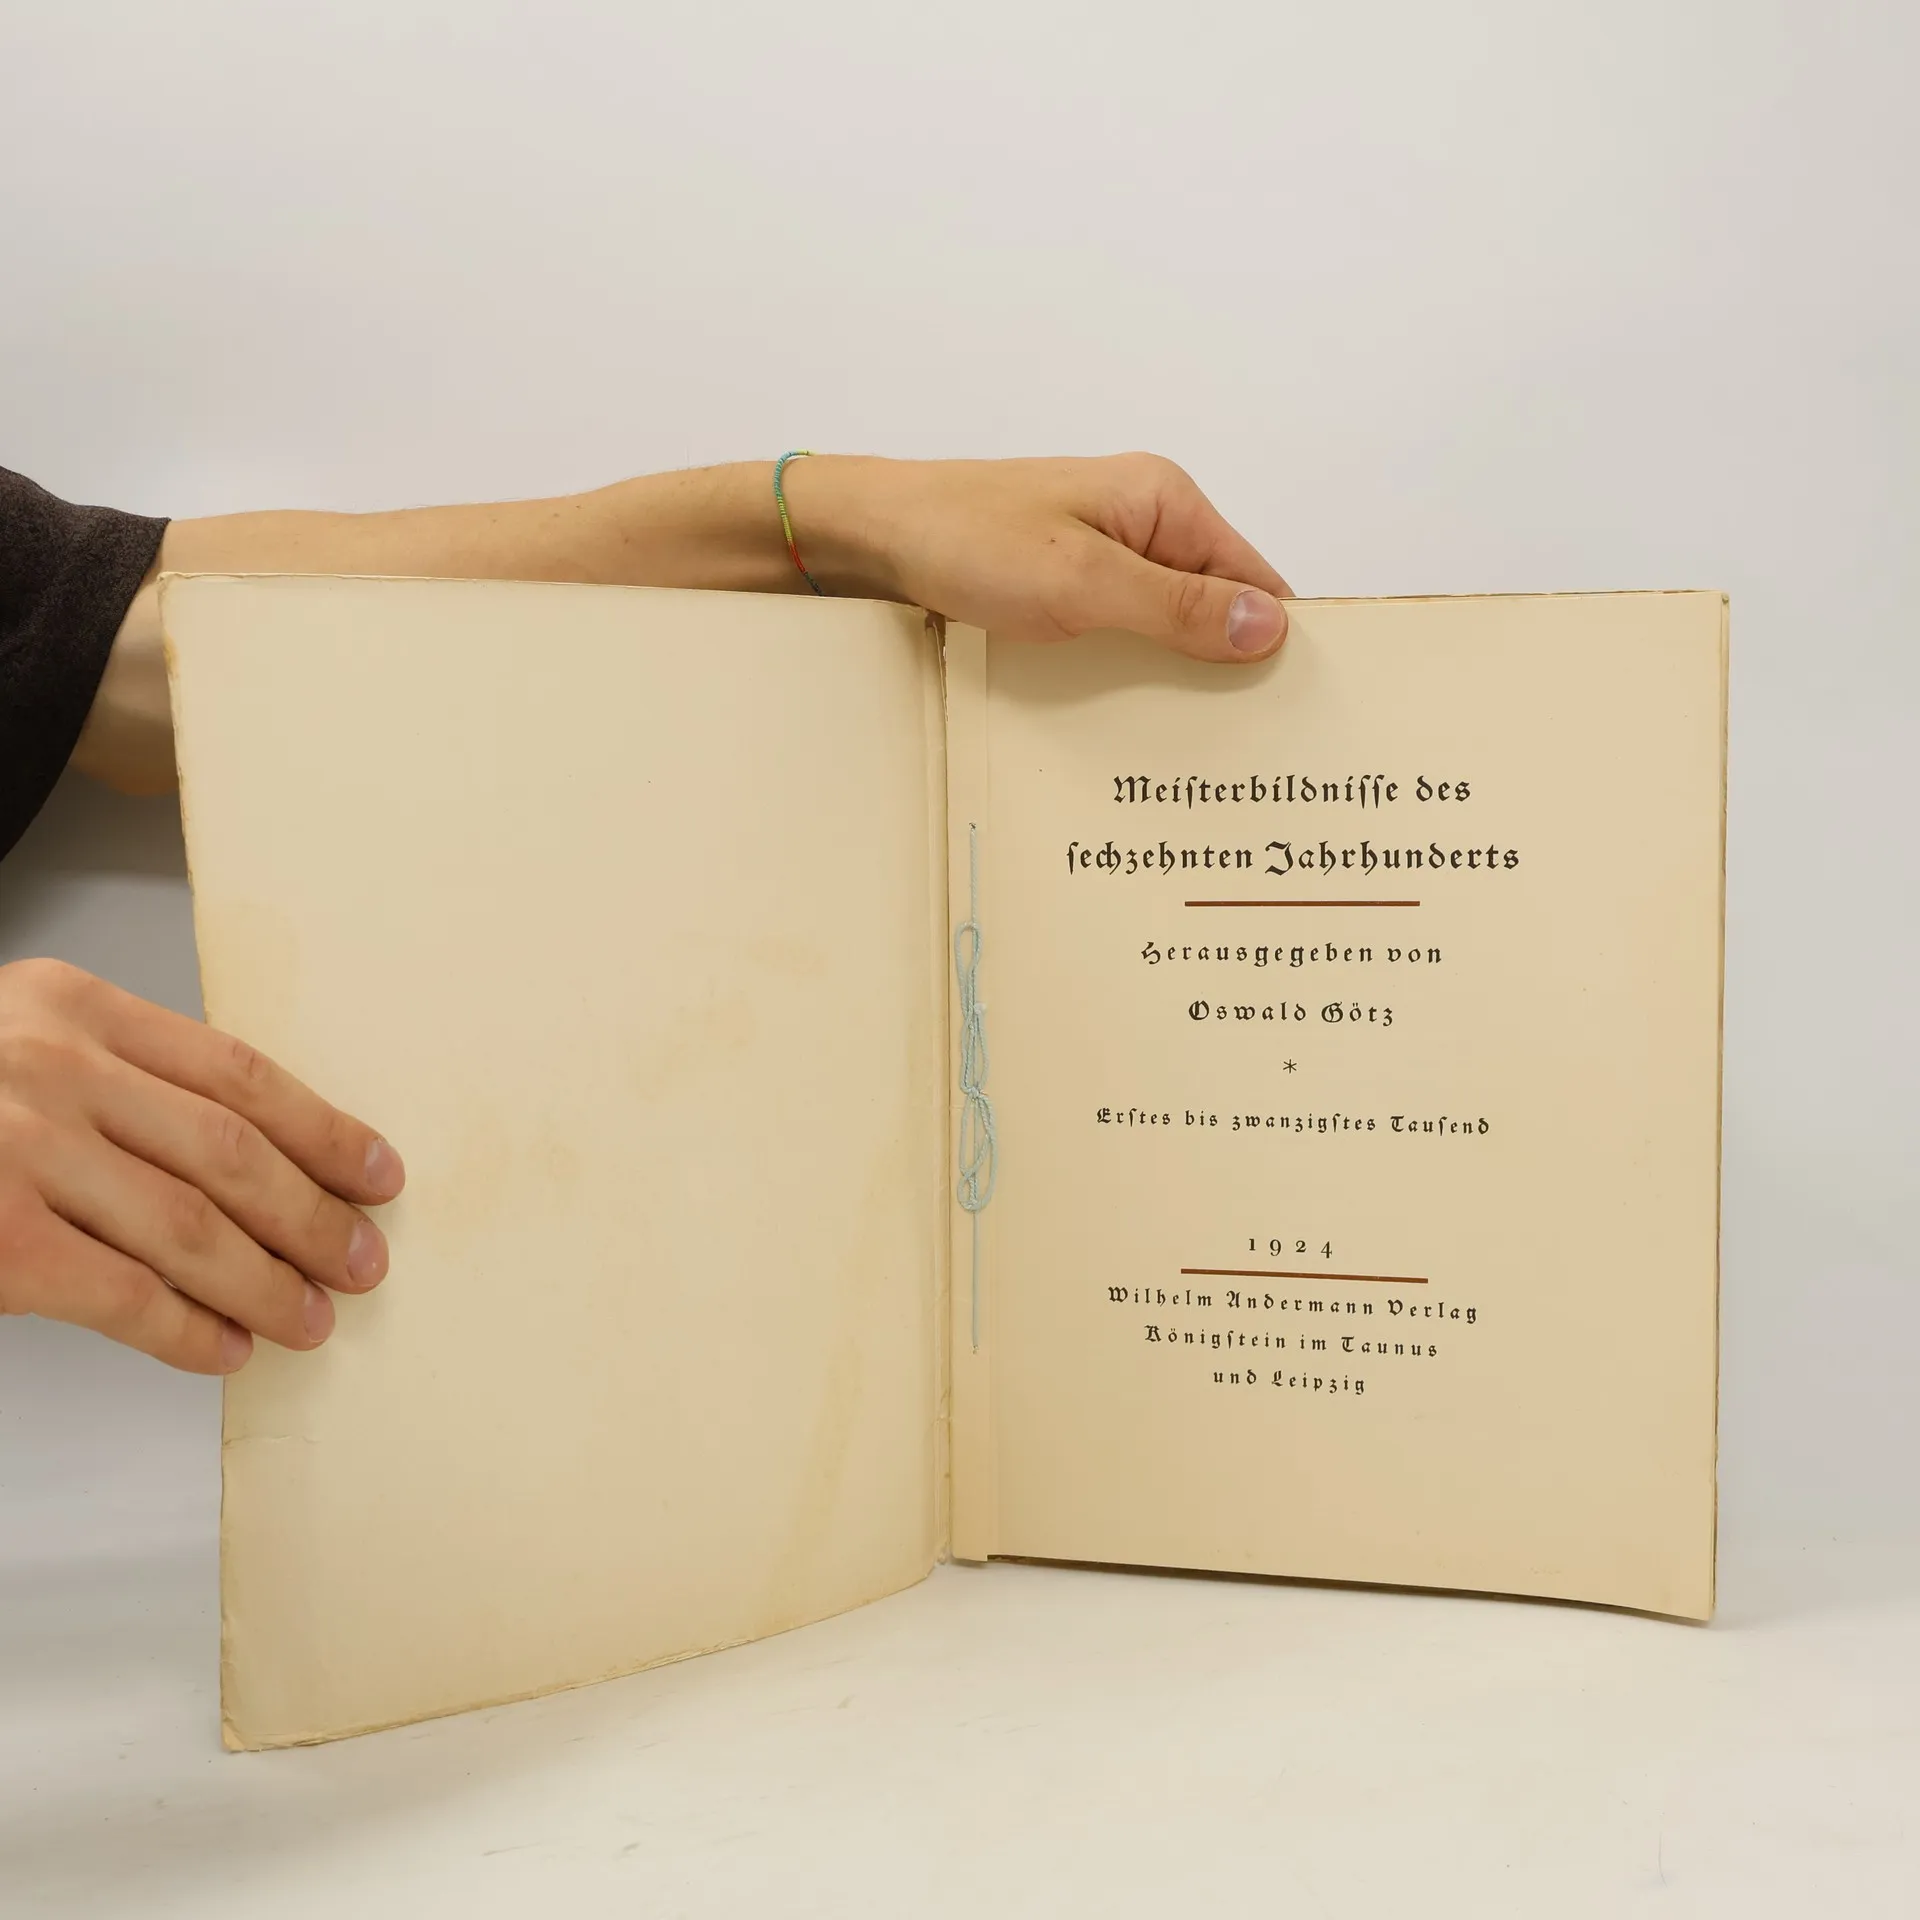 Meiſterbildniſſe des
ſechzehnten Jahrhunderts
Herausgegeben von
Oswald Götz
*
Erſtes bis zwanzigſtes Tauſend
1924
Wilhelm Andermann Verlag
Königſtein im Taunus
und Leipzig